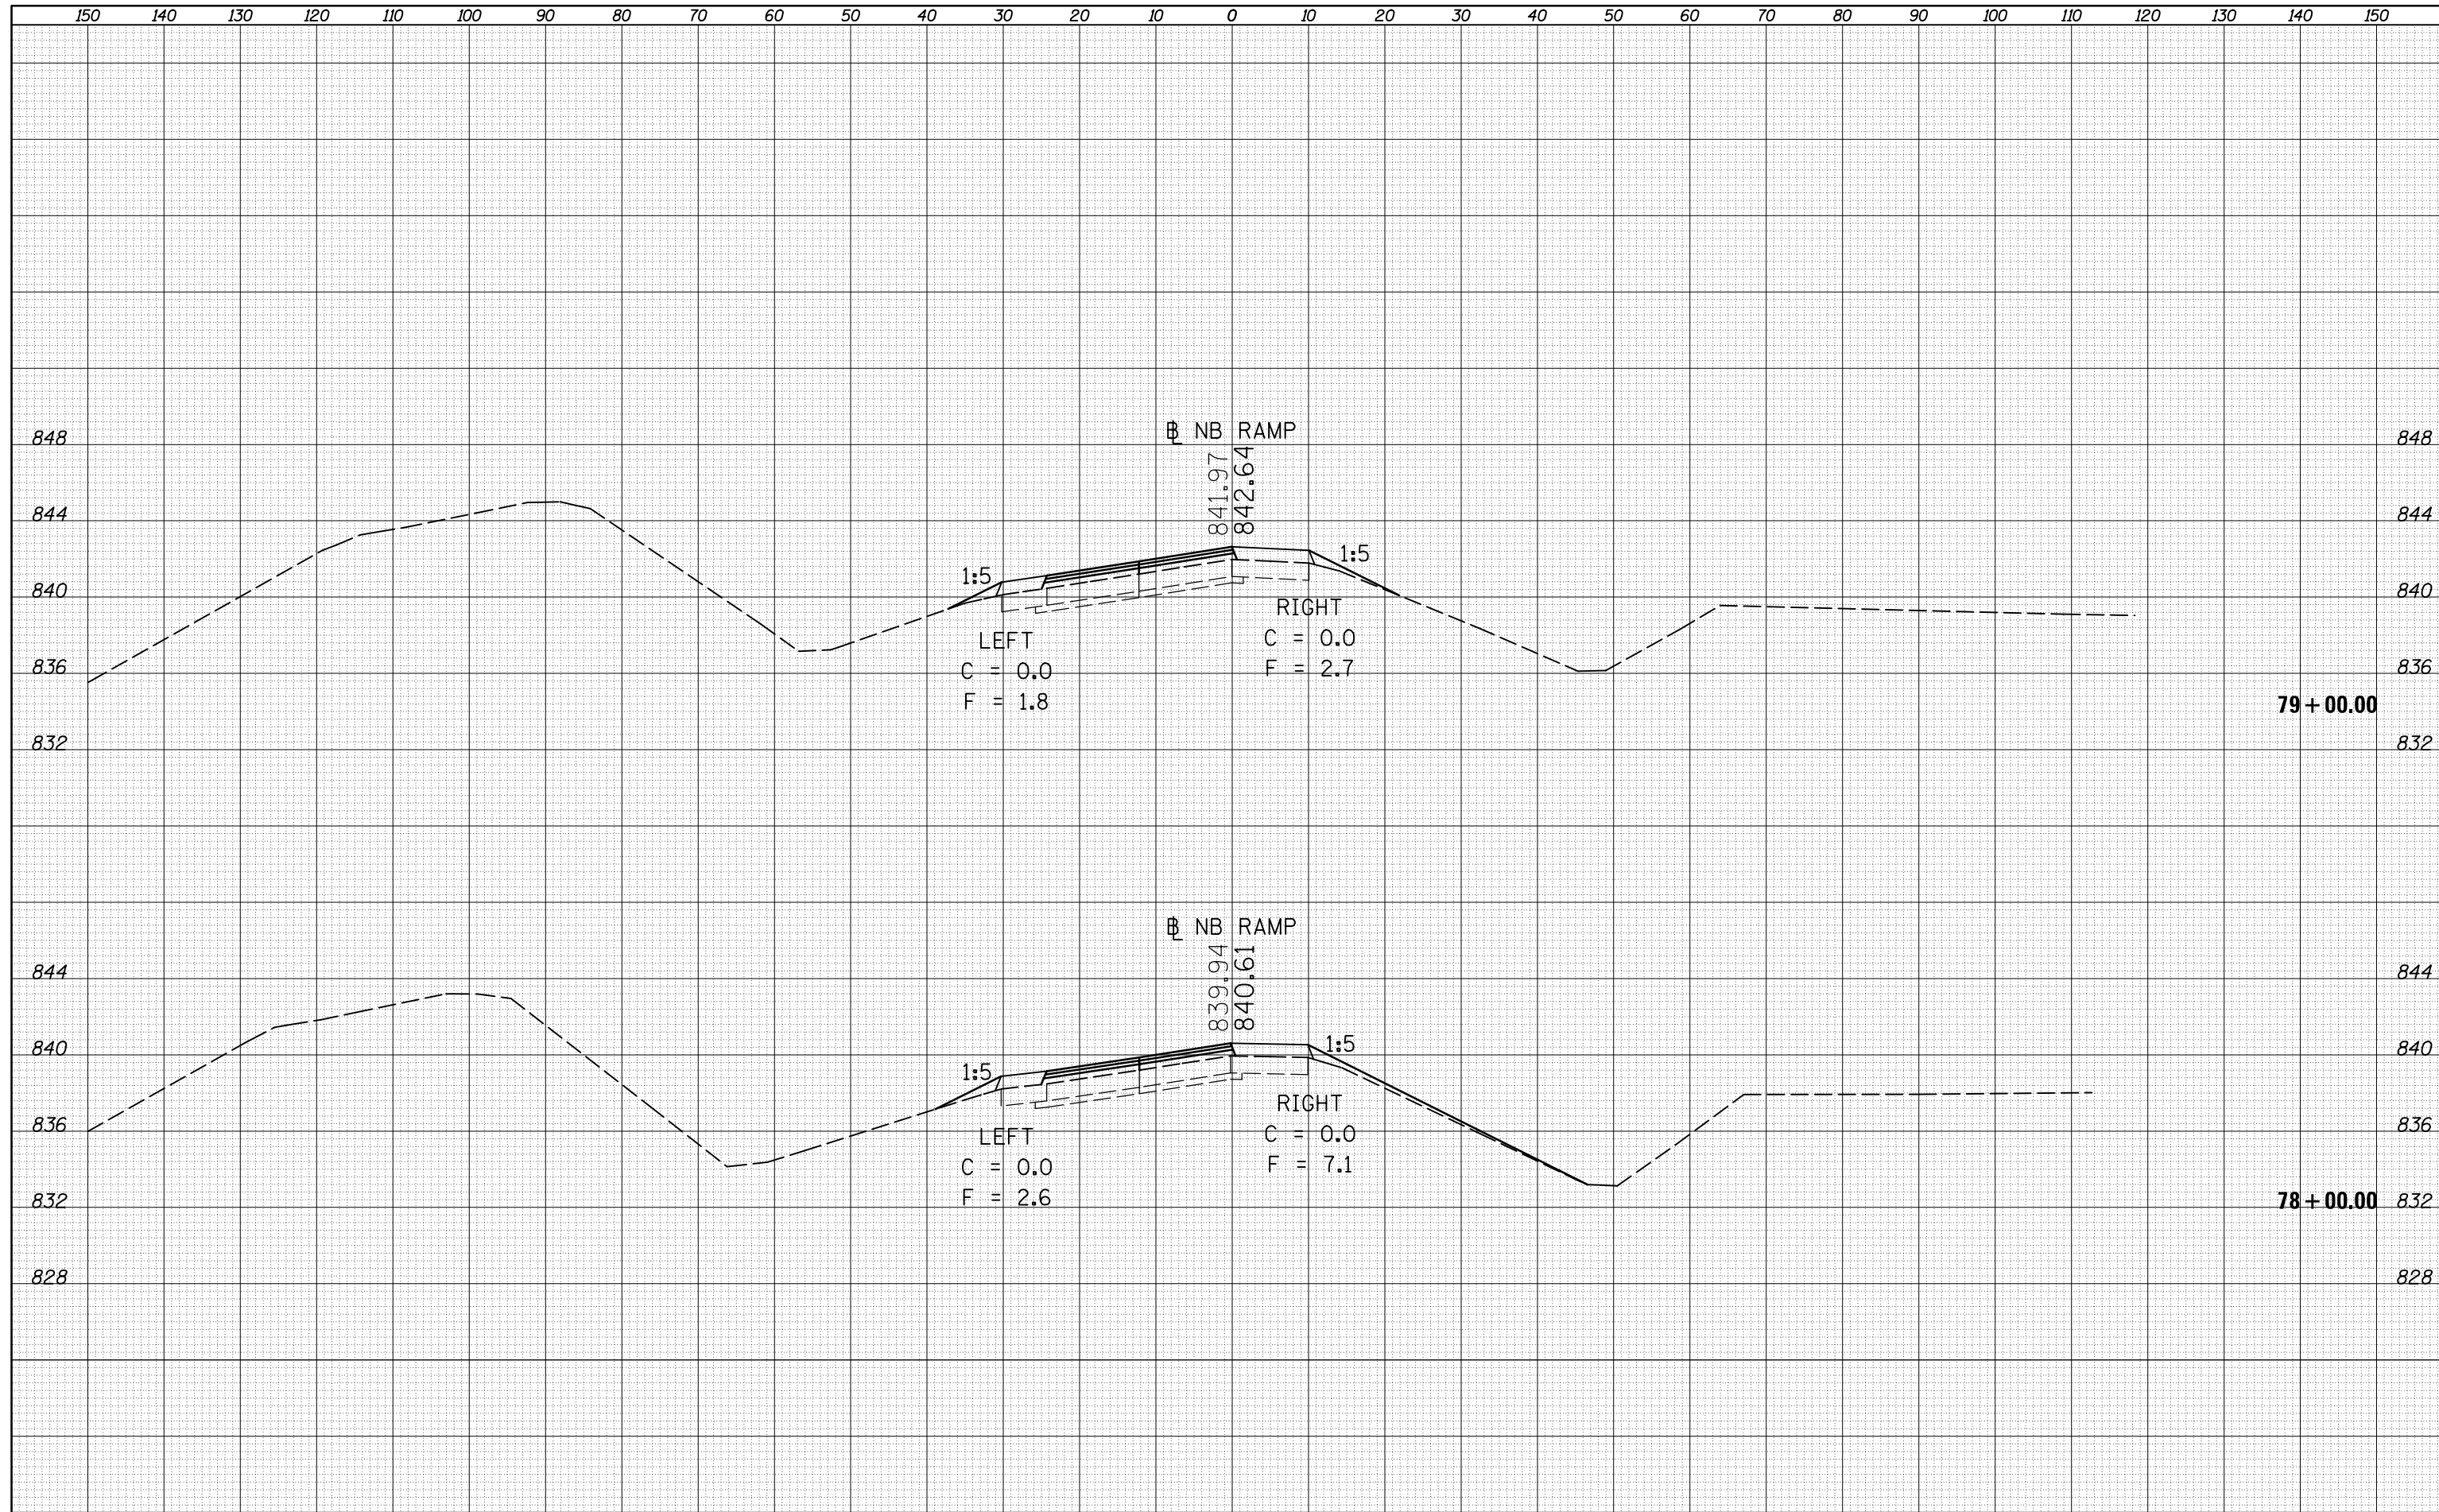 150 140 130 120 110 100 90 80 70 60 50 40 30 20 10 0 10 20 30 40 50 60 70 80 90 100 110 120 130 140 150
℄ NB RAMP
848 848
841.97
842.64
844 844
1:5 1:5
840 840
RIGHT
C = 0.0
F = 2.7
LEFT
C = 0.0
F = 1.8
836 836
79+00.00
832 832
℄ NB RAMP
839.94
840.61
844 844
840 840
1:5 1:5
RIGHT
C = 0.0
F = 7.1
836 836
LEFT
C = 0.0
F = 2.6
832 78+00.00 832
828 828